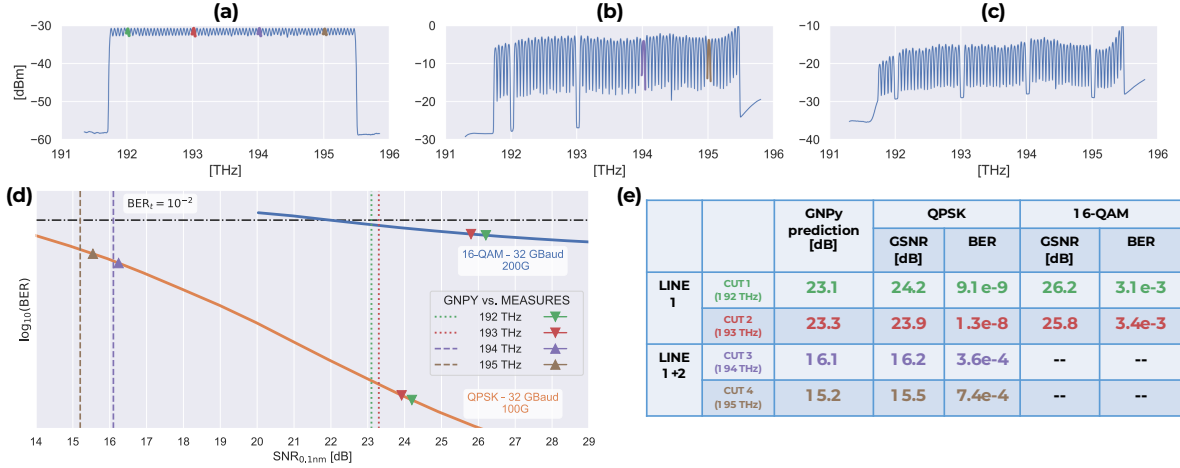 (a)
(b)
(c)
−30
−40
−50
−60
[dBm]
191 192 193 194 195 196
[THz]
0
−10
−20
−30
191 192 193 194 195 196
[THz]
−10
−20
−30
−40
191 192 193 194 195 196
[THz]
(d)
BER_t = 10^{-2}
16-QAM – 32 GBaud
200G
GNPY vs. MEASURES
192 THz
193 THz
194 THz
195 THz
QPSK – 32 GBaud
100G
log_{10}(BER)
14 15 16 17 18 19 20 21 22 23 24 25 26 27 28 29
SNR_{0,1nm} [dB]
(e)
GNPy prediction [dB] QPSK 16-QAM
GSNR [dB] BER GSNR [dB] BER
LINE 1 CUT 1 (192 THz) 23.1 24.2 9.1e-9 26.2 3.1e-3
CUT 2 (193 THz) 23.3 23.9 1.3e-8 25.8 3.4e-3
LINE 1+2 CUT 3 (194 THz) 16.1 16.2 3.6e-4 -- --
CUT 4 (195 THz) 15.2 15.5 7.4e-4 -- --